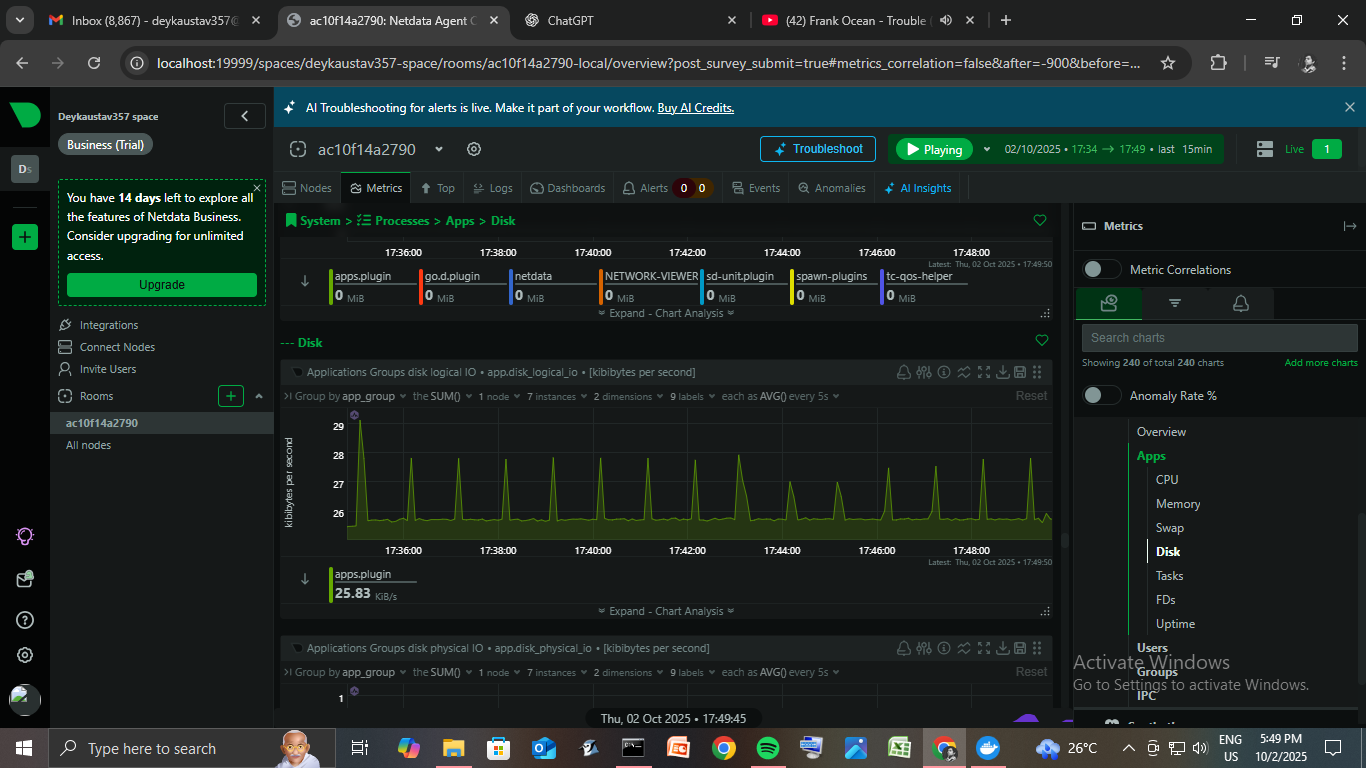 Inbox (8,867) - deykaustav357@
ac10f14a2790: Netdata Agent C
ChatGPT
(42) Frank Ocean - Trouble
localhost:19999/spaces/deykaustav357-space/rooms/ac10f14a2790-local/overview?post_survey_submit=true#metrics_correlation=false&after=-900&before=...
Deykaustav357 space
Business (Trial)
Ds
You have 14 days left to explore all
the features of Netdata Business.
Consider upgrading for unlimited
access.
Upgrade
Integrations
Connect Nodes
Invite Users
Rooms
ac10f14a2790
All nodes
AI Troubleshooting for alerts is live. Make it part of your workflow. Buy AI Credits.
ac10f14a2790
Troubleshoot
Playing
02/10/2025 • 17:34 → 17:49 • last 15min
Live 1
Nodes Metrics Top Logs Dashboards Alerts 0 0 Events Anomalies AI Insights
System > Processes > Apps > Disk
17:36:00 17:38:00 17:40:00 17:42:00 17:44:00 17:46:00 17:48:00
Latest: Thu, 02 Oct 2025 • 17:49:50
apps.plugin go.d.plugin netdata NETWORK-VIEWER sd-unit.plugin spawn-plugins tc-qos-helper
0 MiB 0 MiB 0 MiB 0 MiB 0 MiB 0 MiB 0 MiB
Expand - Chart Analysis
--- Disk
Applications Groups disk logical IO • app.disk_logical_io • [kibibytes per second]
Group by app_group the SUM() 1 node 7 instances 2 dimensions 9 labels each as AVG() every 5s Reset
kibibytes per second
29
28
27
26
17:36:00 17:38:00 17:40:00 17:42:00 17:44:00 17:46:00 17:48:00
Latest: Thu, 02 Oct 2025 • 17:49:50
apps.plugin
25.83 KiB/s
Expand - Chart Analysis
Applications Groups disk physical IO • app.disk_physical_io • [kibibytes per second]
Group by app_group the SUM() 1 node 7 instances 2 dimensions 9 labels each as AVG() every 5s Reset
1
Thu, 02 Oct 2025 • 17:49:45
Metrics
Metric Correlations
Search charts
Showing 240 of total 240 charts
Add more charts
Anomaly Rate %
Overview
Apps
CPU
Memory
Swap
Disk
Tasks
FDs
Uptime
Users
Groups
IPC
Activate Windows
Go to Settings to activate Windows.
Type here to search
26°C
ENG
US
5:49 PM
10/2/2025